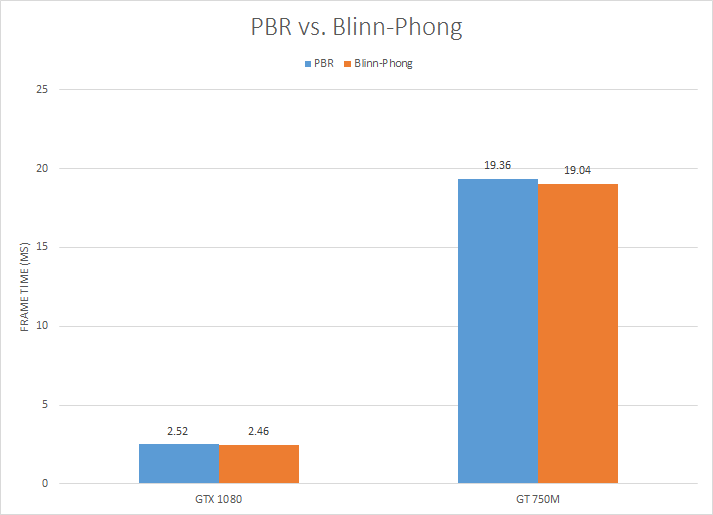 PBR vs. Blinn-Phong
PBR Blinn-Phong
25
20
15
10
5
0
FRAME TIME (MS)
2.52 2.46
19.36 19.04
GTX 1080 GT 750M